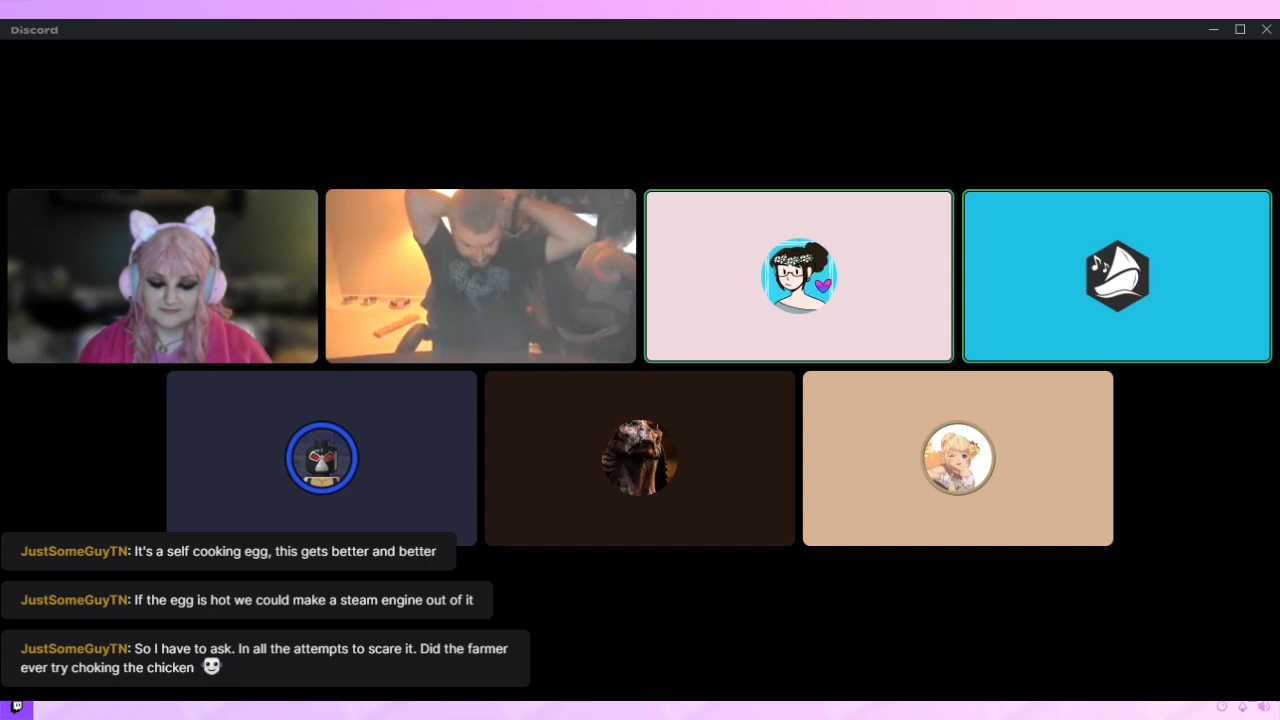 Discord
JustSomeGuyTN: It's a self cooking egg, this gets better and better
JustSomeGuyTN: If the egg is hot we could make a steam engine out of it
JustSomeGuyTN: So I have to ask. In all the attempts to scare it. Did the farmer
ever try choking the chicken